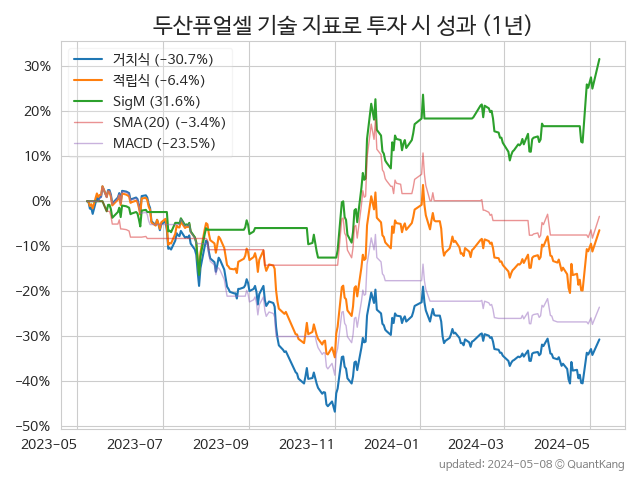 두산퓨얼셀 기술 지표로 투자 시 성과 (1년)
거치식 (−30.7%)
적립식 (−6.4%)
SigM (31.6%)
SMA(20) (−3.4%)
MACD (−23.5%)
30%
20%
10%
0%
−10%
−20%
−30%
−40%
−50%
2023-05 2023-07 2023-09 2023-11 2024-01 2024-03 2024-05
updated: 2024-05-08 © QuantKang